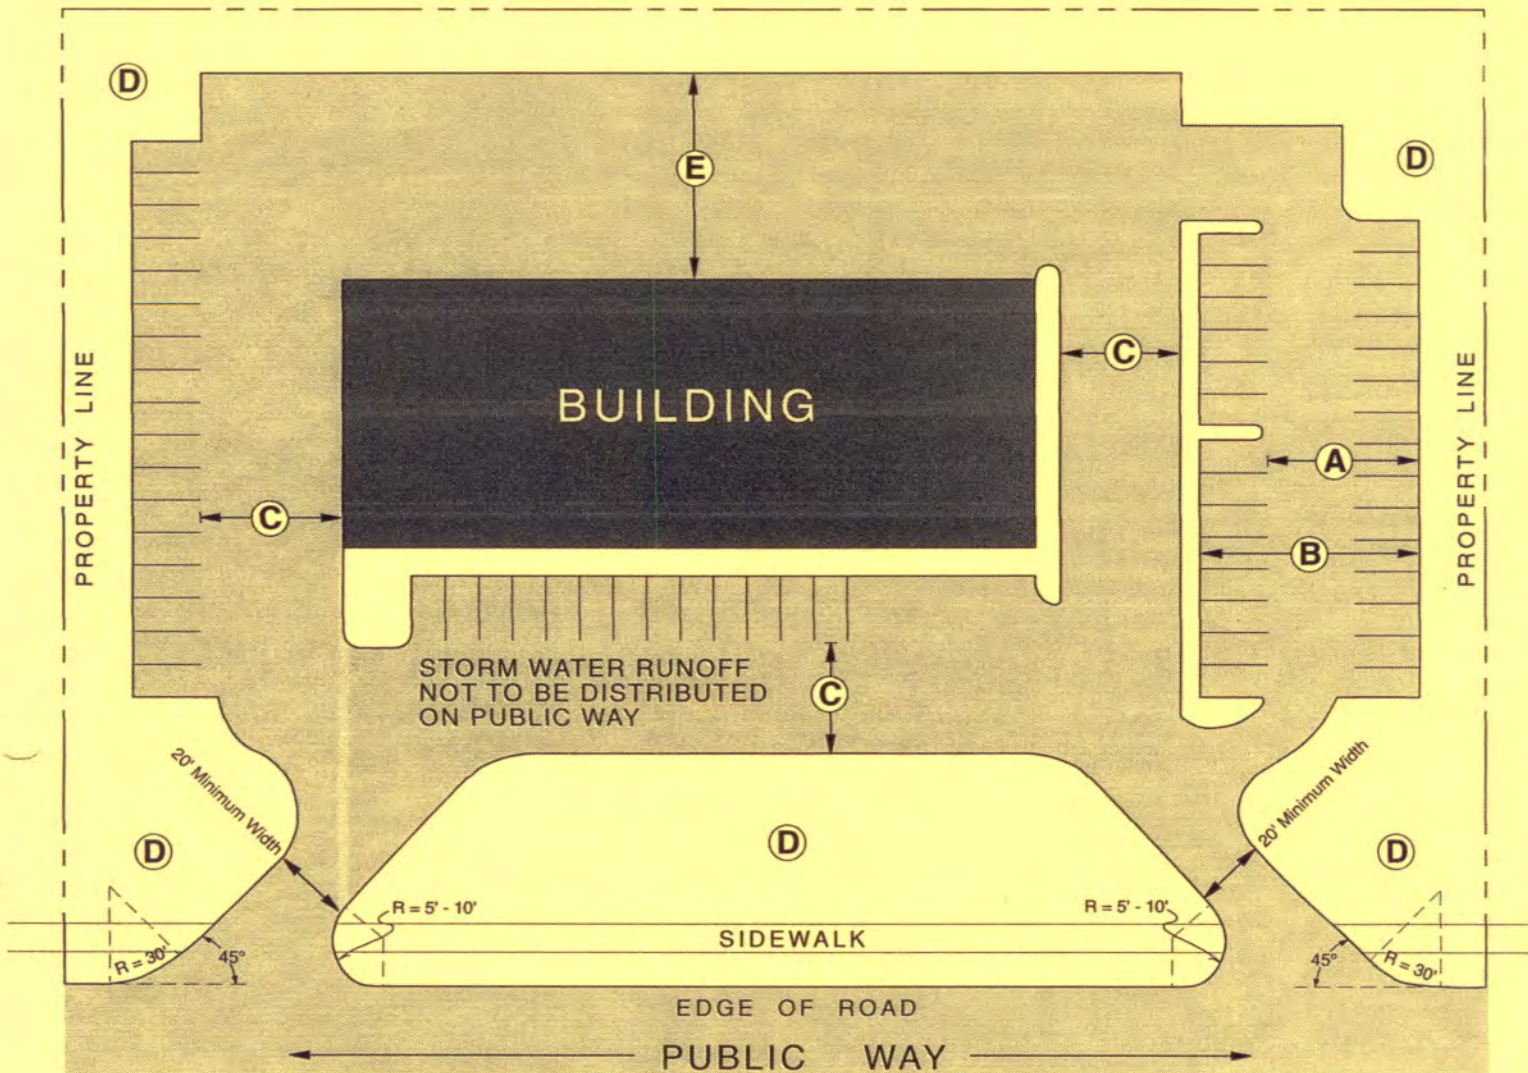 D
D
E
BUILDING
C
PROPERTY LINE
PROPERTY LINE
A
C
B
STORM WATER RUNOFF
NOT TO BE DISTRIBUTED
ON PUBLIC WAY
C
20' Minimum Width
20' Minimum Width
D
D
D
R = 5' - 10'
R = 5' - 10'
SIDEWALK
R = 30'
45°
45°
R = 30'
EDGE OF ROAD
PUBLIC WAY